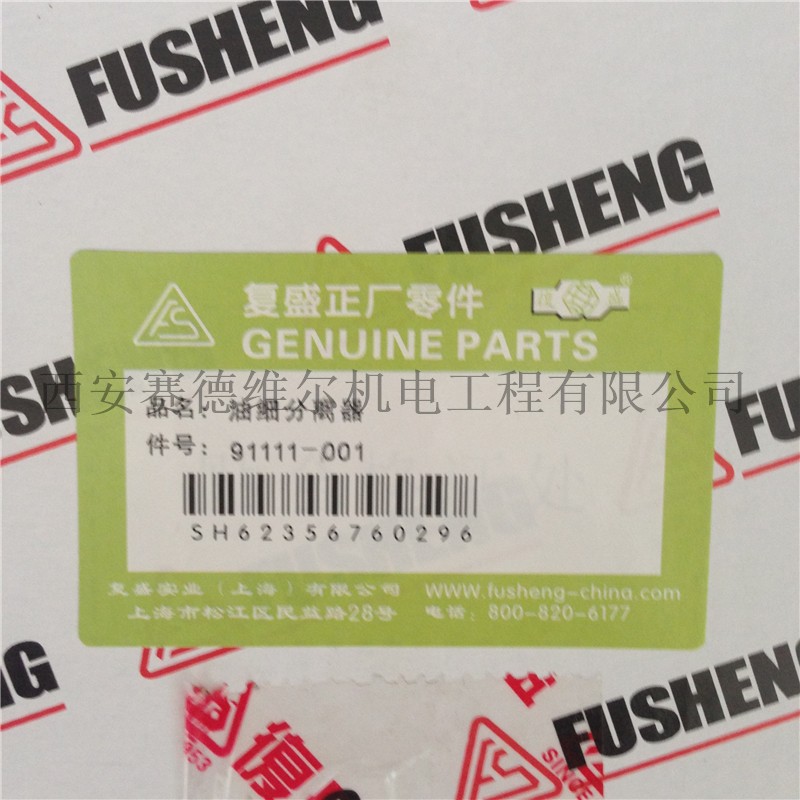 FUSHENG
FUSHENG
复盛正厂零件
GENUINE PARTS
西安赛德维尔机电工程有限公司
品名：油细分离器
件号：91111-001
SH62356760296
复盛实业（上海）有限公司 www.fusheng-china.com
上海市松江区民益路28号 电话：800-820-6177
FUSHENG
SINCE
953
復